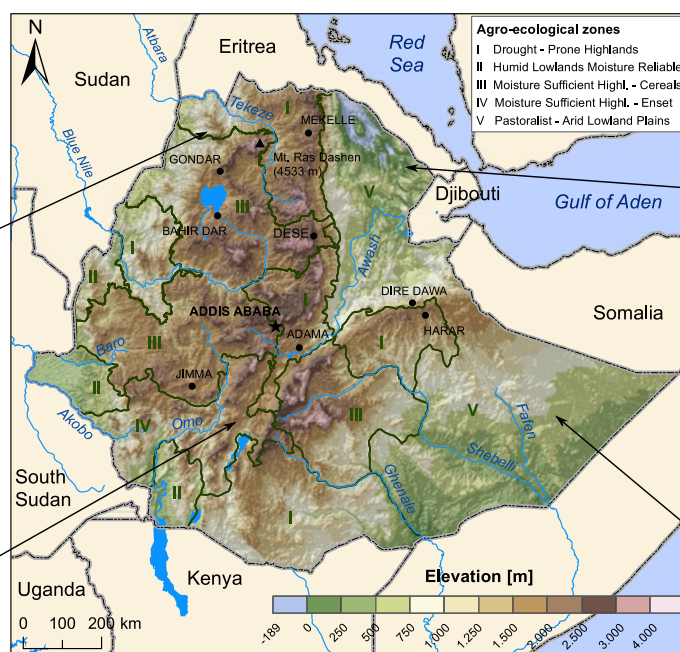 Agro-ecological zones
I Drought - Prone Highlands
II Humid Lowlands Moisture Reliable
III Moisture Sufficient Highl. - Cereals
IV Moisture Sufficient Highl. - Enset
V Pastoralist - Arid Lowland Plains
N
Eritrea
Red
Sea
Sudan
Atbara
Tekeze
I
MEKELLE
Blue Nile
Mt. Ras Dashen
(4533 m)
GONDAR
V
Djibouti
Gulf of Aden
III
BAHIR DAR
DESE
Awash
I
II
DIRE DAWA
Somalia
I
ADDIS ABABA
HARAR
III
ADAMA
I
Baro
JIMMA
II
III
V
Fafen
Akobo
IV
Omo
Shebelli
South
Sudan
II
Ghenale
I
Kenya
Uganda
Elevation [m]
0 100 200 km
-189 0 250 500 750 1.000 1.250 1.500 2.000 2.500 3.000 4.000